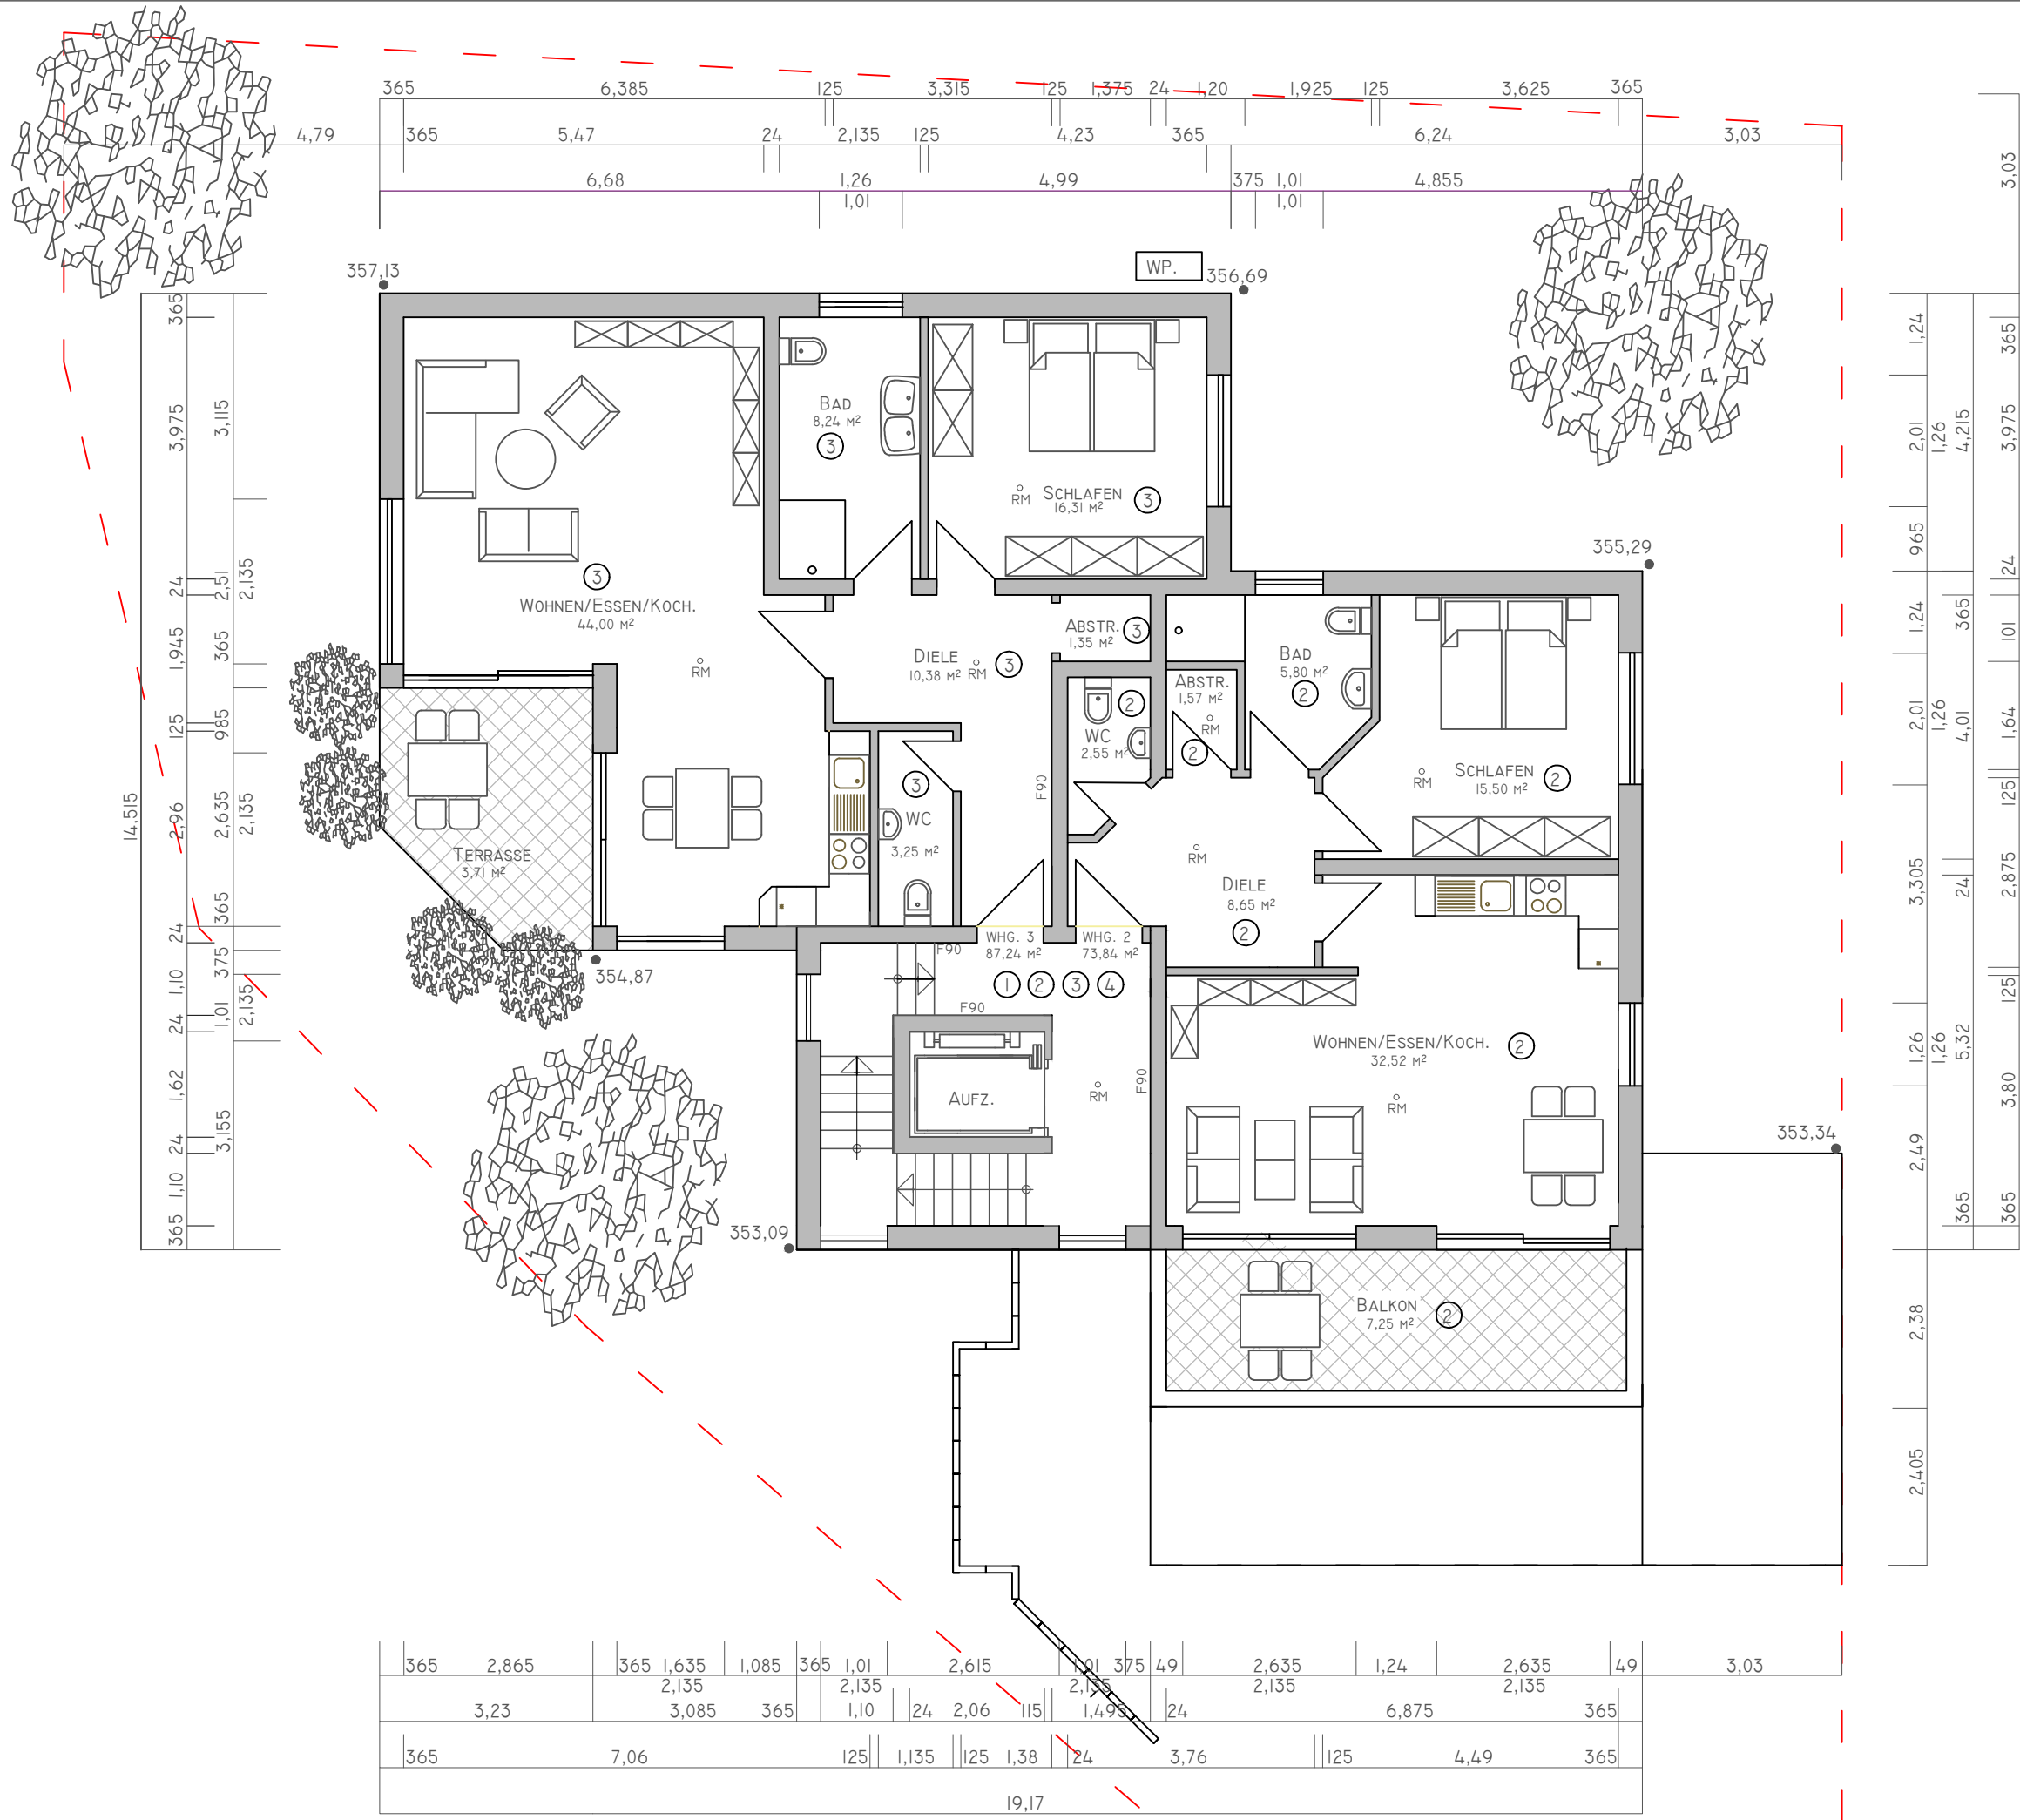 365 6,385 125 3,315 125 1,375 24 1,20 1,925 125 3,625 365
4,79 365 5,47 24 2,135 125 4,23 365 6,24 3,03
6,68 1,26 4,99 375 1,01 4,855
1,01 1,01
WP.
357,13
356,69
355,29
354,87
353,09
353,34
BAD
8,24 M²
3
RM
SCHLAFEN
16,31 M²
3
3
WOHNEN/ESSEN/KOCH.
44,00 M²
RM
DIELE
10,38 M²
RM
3
ABSTR.
1,35 M²
3
2
WC
2,55 M²
ABSTR.
1,57 M²
RM
2
BAD
5,80 M²
2
RM
SCHLAFEN
15,50 M²
2
3
WC
3,25 M²
F90
TERRASSE
3,71 M²
RM
DIELE
8,65 M²
2
WHG. 3
87,24 M²
WHG. 2
73,84 M²
F90
1 2 3 4
F90
AUFZ.
RM
F90
WOHNEN/ESSEN/KOCH.
32,52 M²
2
RM
BALKON
7,25 M²
2
14,515
365 3,975 24 1,945 125 2,96 24 1,10 24 1,62 24 1,10 365
3,115 2,51 365 985 2,635 365 375 1,01 3,155
2,135 2,135 2,135
3,03
1,24 2,01 965 1,24 2,01 3,305 1,26 2,49 2,38 2,405
1,26 1,26 1,26
4,215 365 4,01 24 5,32 365
365 3,975 24 101 1,64 125 2,875 125 3,80 365
365 2,865 365 1,635 1,085 365 1,01 2,615 1,01 375 49 2,635 1,24 2,635 49 3,03
2,135 2,135 2,135 2,135 2,135
3,23 3,085 365 1,10 24 2,06 115 1,495 24 6,875 365
365 7,06 125 1,135 125 1,38 24 3,76 125 4,49 365
19,17